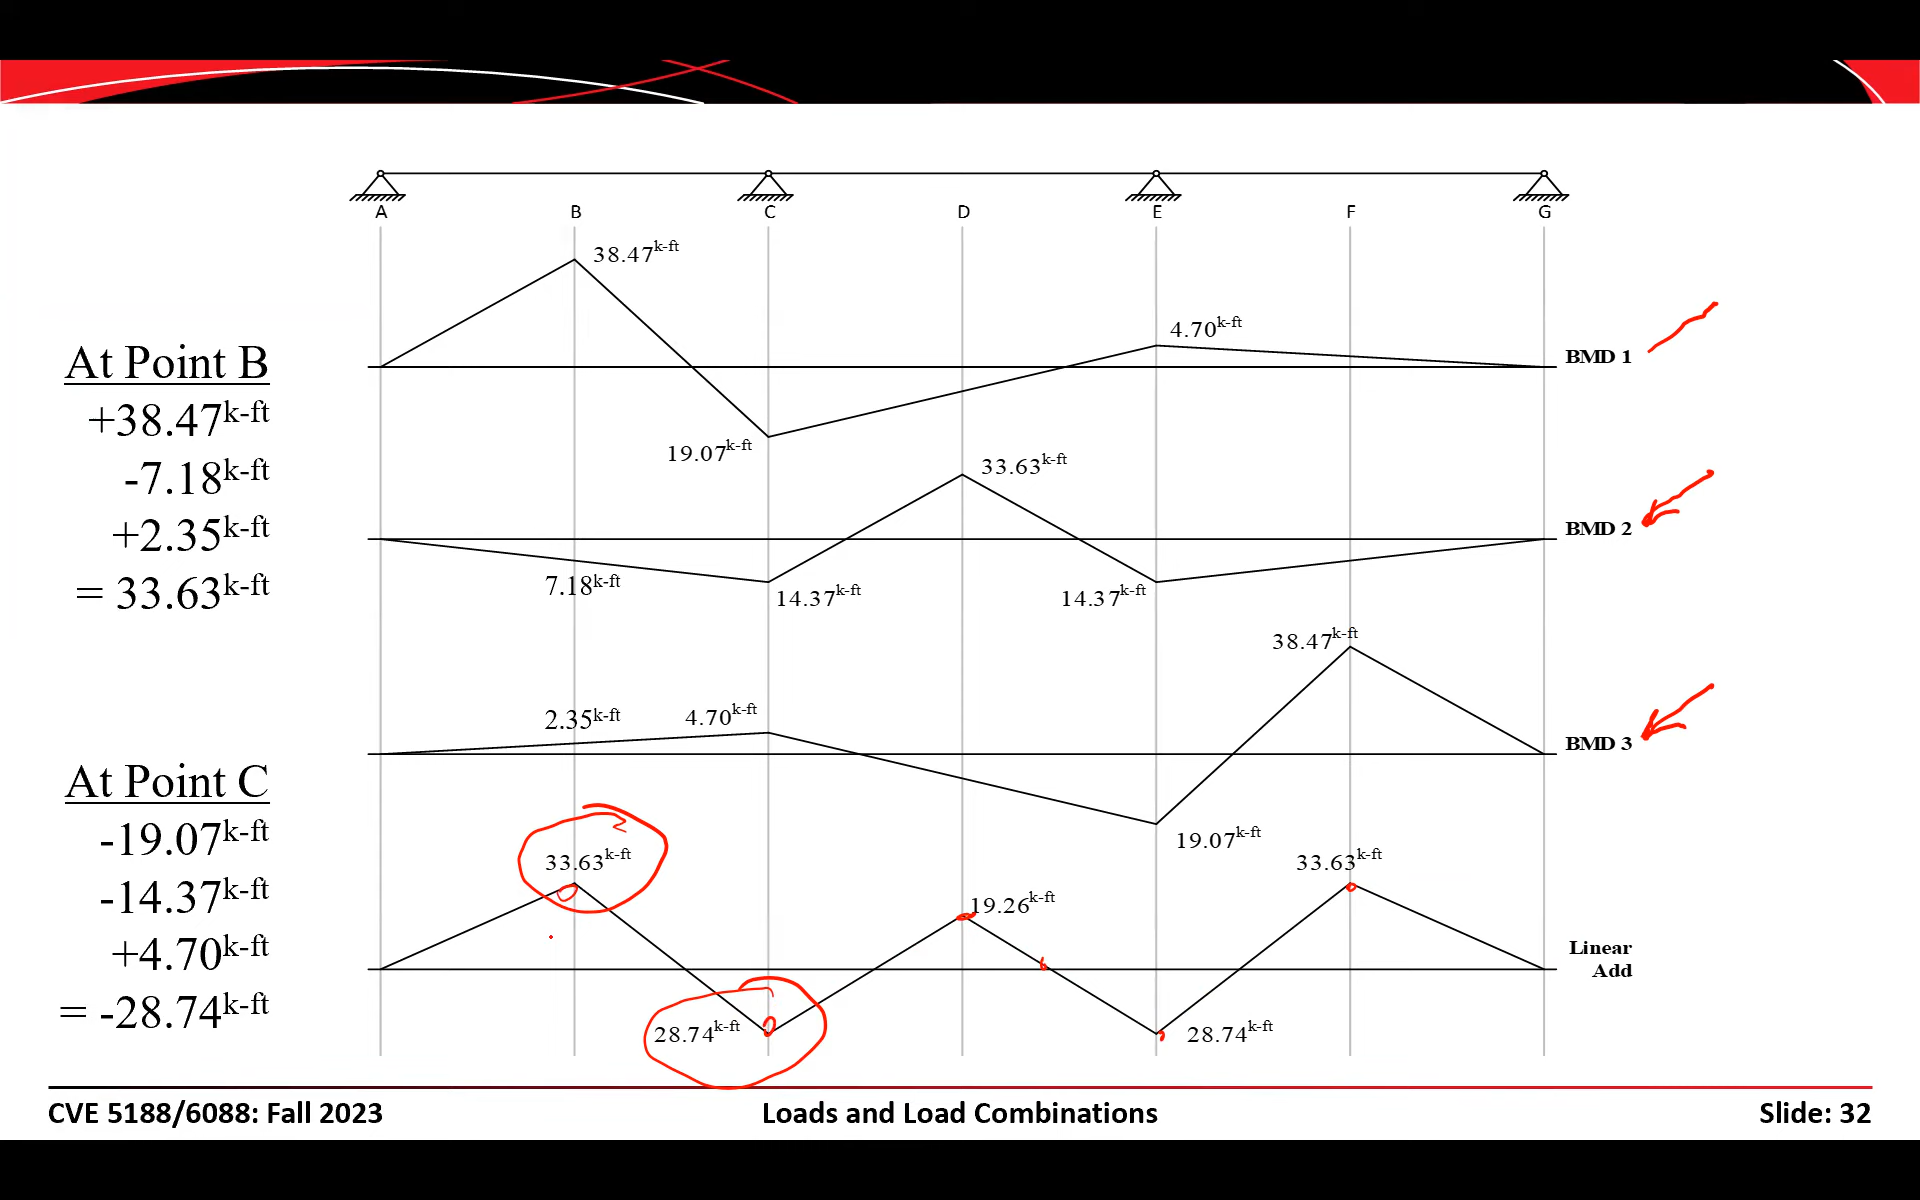 A B C D E F G
38.47k-ft
4.70k-ft
BMD 1
19.07k-ft
33.63k-ft
BMD 2
7.18k-ft
14.37k-ft
14.37k-ft
38.47k-ft
2.35k-ft
4.70k-ft
BMD 3
19.07k-ft
33.63k-ft
33.63k-ft
19.26k-ft
Linear
Add
28.74k-ft
28.74k-ft
At Point B
+38.47k-ft
-7.18k-ft
+2.35k-ft
= 33.63k-ft
At Point C
-19.07k-ft
-14.37k-ft
+4.70k-ft
= -28.74k-ft
CVE 5188/6088: Fall 2023
Loads and Load Combinations
Slide: 32